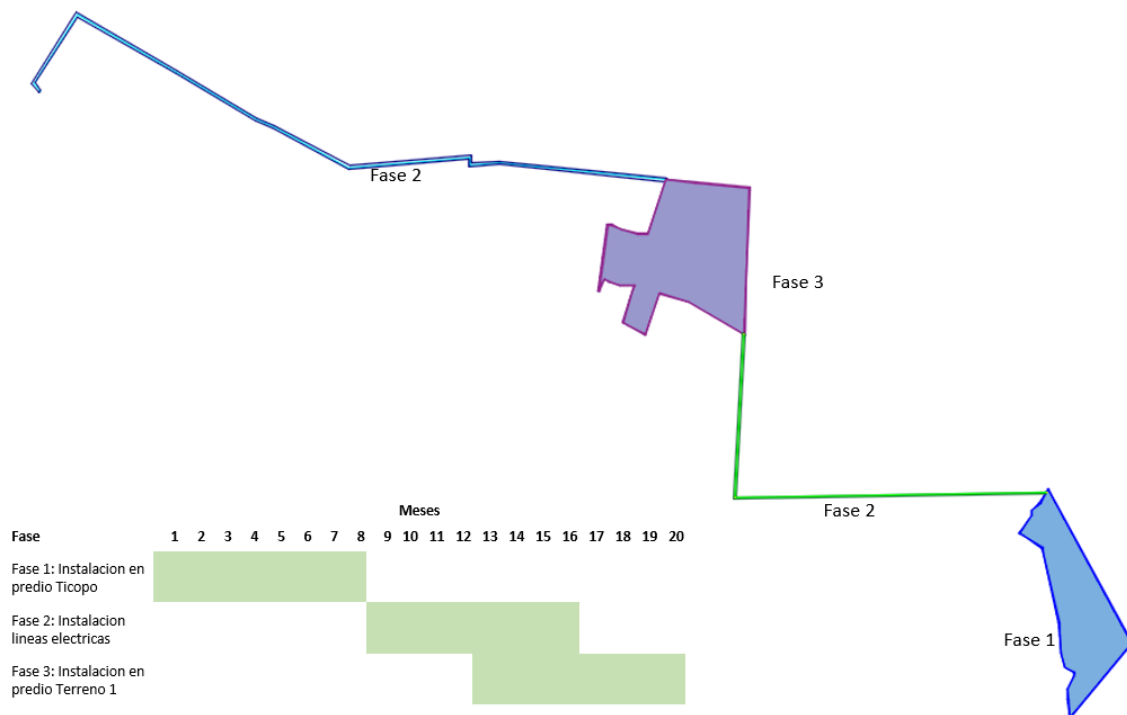 Fase 2
Fase 3
Fase 2
Fase 1
Meses
Fase 1 2 3 4 5 6 7 8 9 10 11 12 13 14 15 16 17 18 19 20
Fase 1: Instalacion en
predio Ticopo
Fase 2: Instalacion
lineas electricas
Fase 3: Instalacion en
predio Terreno 1